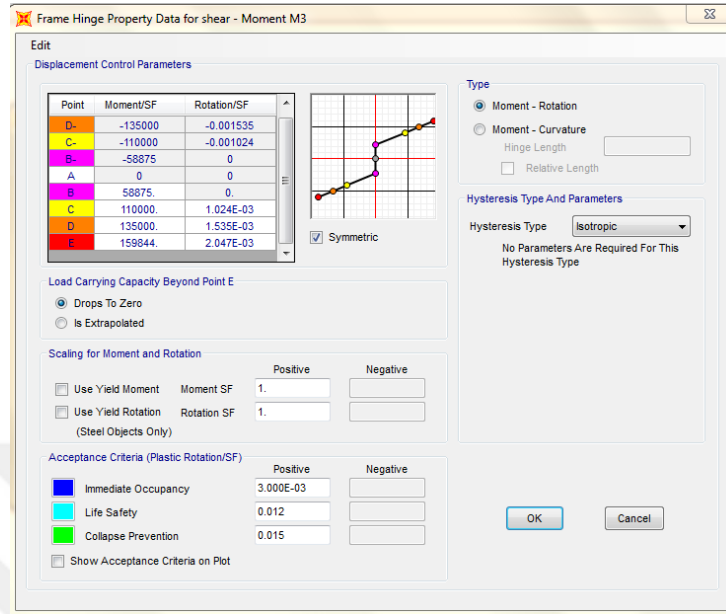 Frame Hinge Property Data for shear - Moment M3
Edit
Displacement Control Parameters
Point Moment/SF Rotation/SF
D- -135000 -0.001535
C- -110000 -0.001024
B- -58875 0
A 0 0
B 58875. 0.
C 110000. 1.024E-03
D 135000. 1.535E-03
E 159844. 2.047E-03
Symmetric
Load Carrying Capacity Beyond Point E
Drops To Zero
Is Extrapolated
Scaling for Moment and Rotation
Positive Negative
Use Yield Moment Moment SF 1.
Use Yield Rotation Rotation SF 1.
(Steel Objects Only)
Acceptance Criteria (Plastic Rotation/SF)
Positive Negative
Immediate Occupancy 3.000E-03
Life Safety 0.012
Collapse Prevention 0.015
Show Acceptance Criteria on Plot
Type
Moment - Rotation
Moment - Curvature
Hinge Length
Relative Length
Hysteresis Type And Parameters
Hysteresis Type Isotropic
No Parameters Are Required For This
Hysteresis Type
OK Cancel